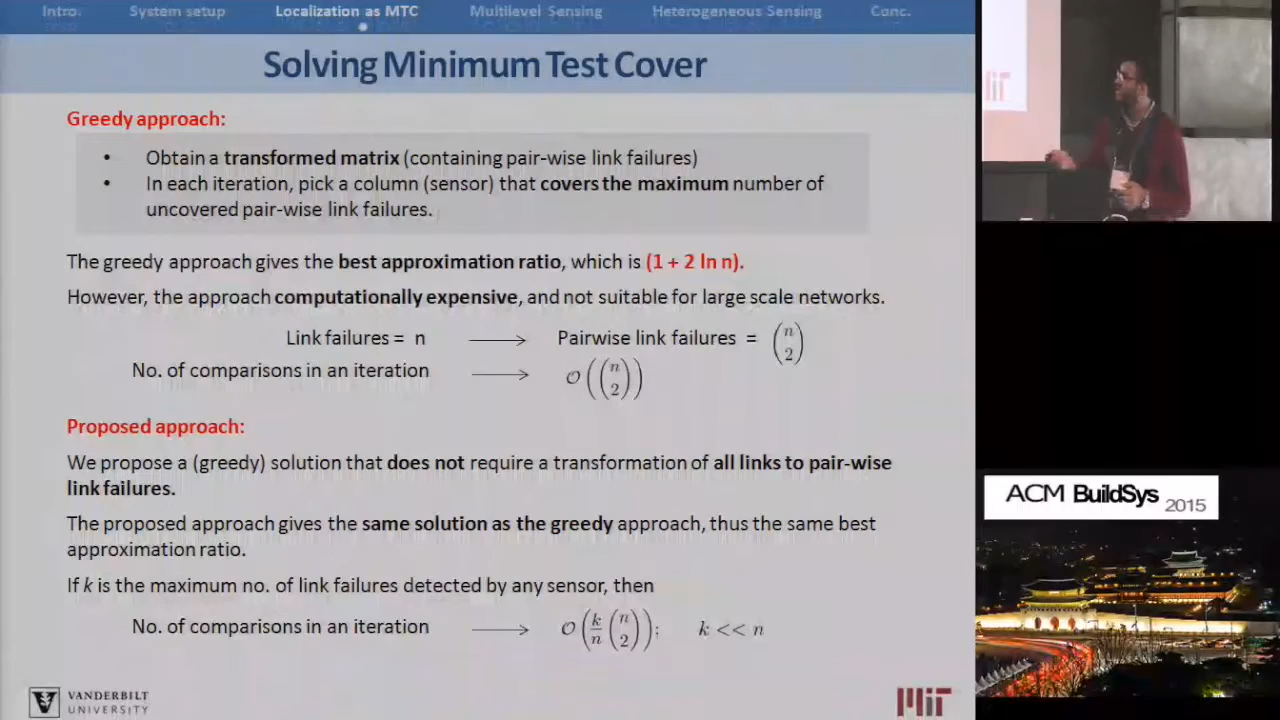 Intro. System setup Localization as MTC Multilevel Sensing Heterogeneous Sensing Conc.
Solving Minimum Test Cover
Greedy approach:
• Obtain a transformed matrix (containing pair-wise link failures)
• In each iteration, pick a column (sensor) that covers the maximum number of
uncovered pair-wise link failures.
The greedy approach gives the best approximation ratio, which is (1 + 2 ln n).
However, the approach computationally expensive, and not suitable for large scale networks.
Link failures = n ⟶ Pairwise link failures = (n 2)
No. of comparisons in an iteration ⟶ O((n 2))
Proposed approach:
We propose a (greedy) solution that does not require a transformation of all links to pair-wise
link failures.
The proposed approach gives the same solution as the greedy approach, thus the same best
approximation ratio.
If k is the maximum no. of link failures detected by any sensor, then
No. of comparisons in an iteration ⟶ O(k/n (n 2)); k << n
V VANDERBILT
UNIVERSITY
MIT
MIT
ACM BuildSys 2015